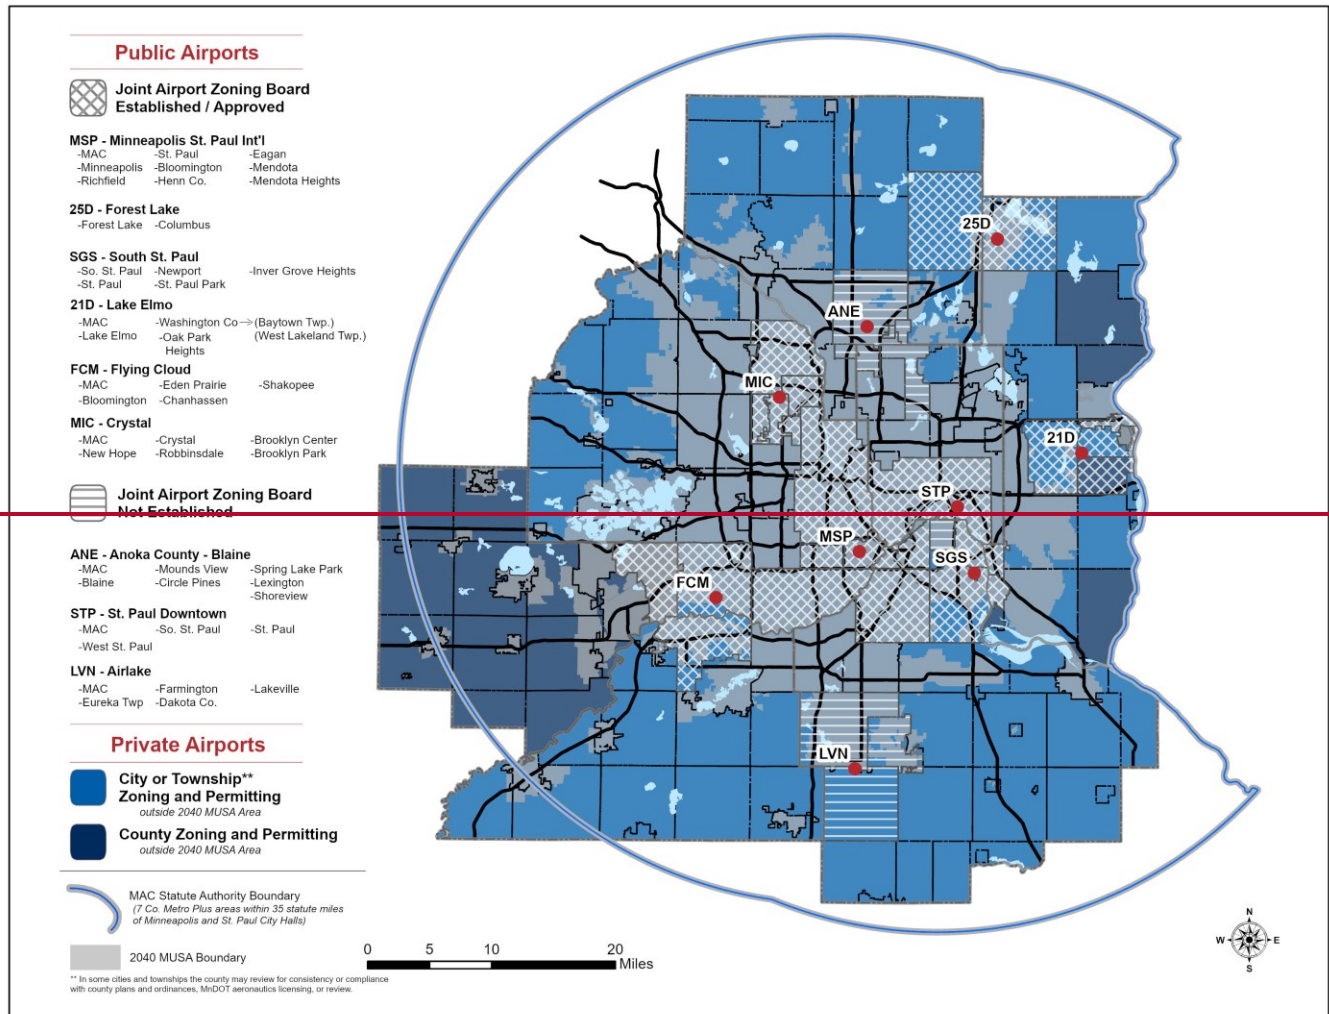 Public Airports
Joint Airport Zoning Board
Established / Approved
MSP - Minneapolis St. Paul Int'l
-MAC -St. Paul -Eagan
-Minneapolis -Bloomington -Mendota
-Richfield -Henn Co. -Mendota Heights
25D - Forest Lake
-Forest Lake -Columbus
SGS - South St. Paul
-So. St. Paul -Newport -Inver Grove Heights
-St. Paul -St. Paul Park
21D - Lake Elmo
-MAC -Washington Co → (Baytown Twp.)
-Lake Elmo -Oak Park (West Lakeland Twp.)
Heights
FCM - Flying Cloud
-MAC -Eden Prairie -Shakopee
-Bloomington -Chanhassen
MIC - Crystal
-MAC -Crystal -Brooklyn Center
-New Hope -Robbinsdale -Brooklyn Park
Joint Airport Zoning Board
Not Established
ANE - Anoka County - Blaine
-MAC -Mounds View -Spring Lake Park
-Blaine -Circle Pines -Lexington
-Shoreview
STP - St. Paul Downtown
-MAC -So. St. Paul -St. Paul
-West St. Paul
LVN - Airlake
-MAC -Farmington -Lakeville
-Eureka Twp -Dakota Co.
Private Airports
City or Township**
Zoning and Permitting
outside 2040 MUSA Area
County Zoning and Permitting
outside 2040 MUSA Area
MAC Statute Authority Boundary
(7 Co. Metro Plus areas within 35 statute miles
of Minneapolis and St. Paul City Halls)
2040 MUSA Boundary
** In some cities and townships the county may review for consistency or compliance
with county plans and ordinances, MnDOT aeronautics licensing, or review.
0 5 10 20
Miles
25D
ANE
MIC
21D
STP
MSP
SGS
FCM
LVN
N
W E
S